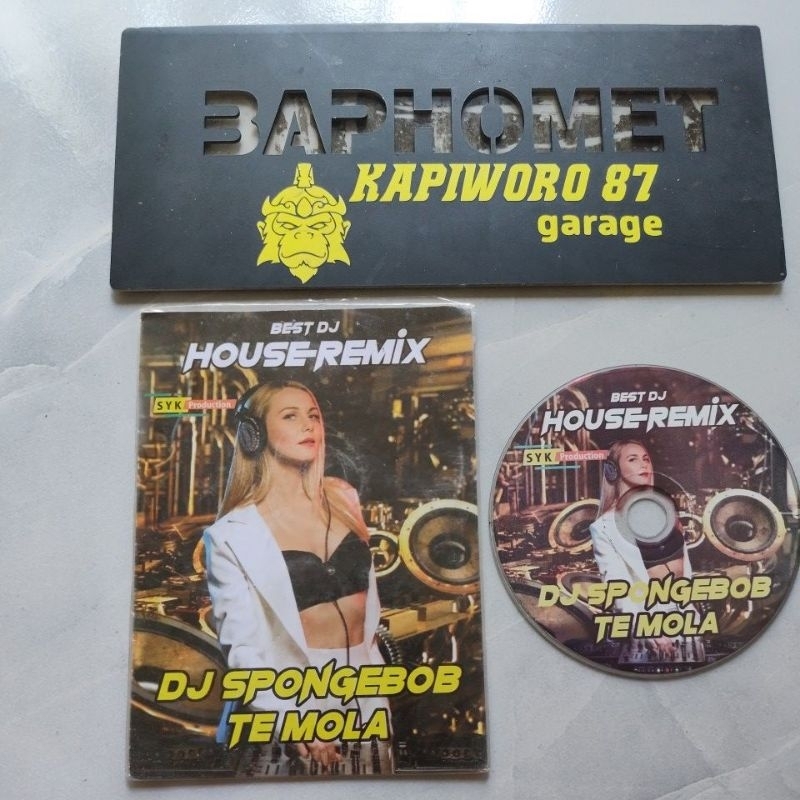 BAPHOMET
KAPIWORO 87
garage
BEST DJ
HOUSE-REMIX
SYK Production
DJ SPONGEBOB
TE MOLA
BEST DJ
HOUSE-REMIX
SYK Production
DJ SPONGEBOB
TE MOLA